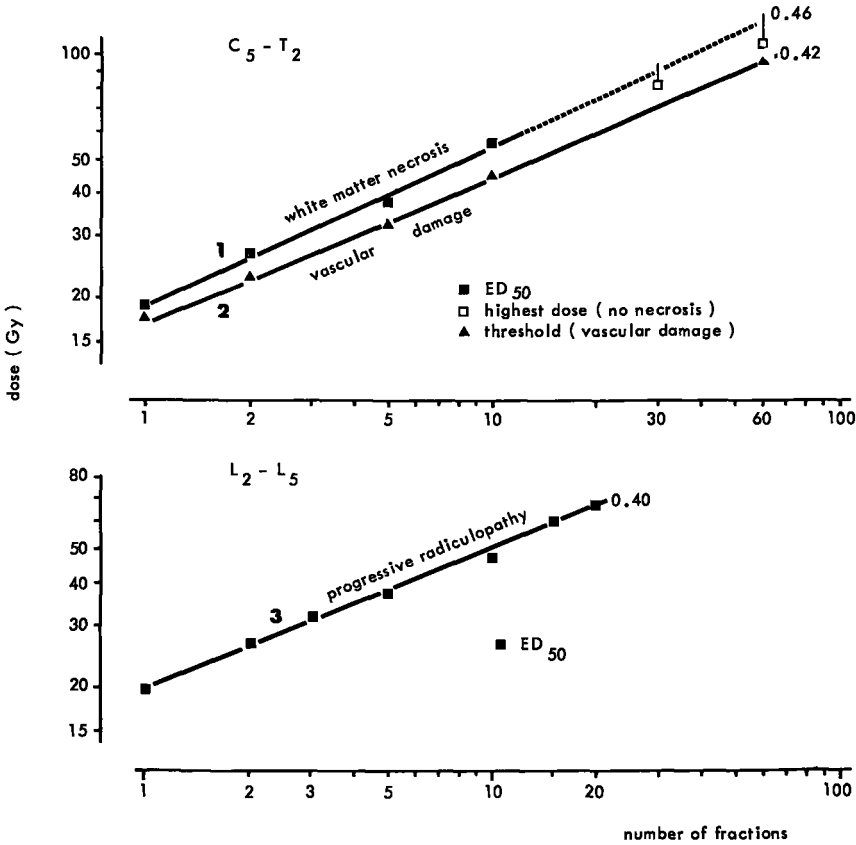 C5 - T2
0.46
0.42
100
50
40
30
20
15
white matter necrosis
vascular damage
1
2
ED50
highest dose ( no necrosis )
threshold ( vascular damage )
dose ( Gy )
1 2 5 10 30 60 100
L2 - L5
80
50
40
30
20
15
0.40
progressive radiculopathy
3
ED50
1 2 3 5 10 20 100
number of fractions